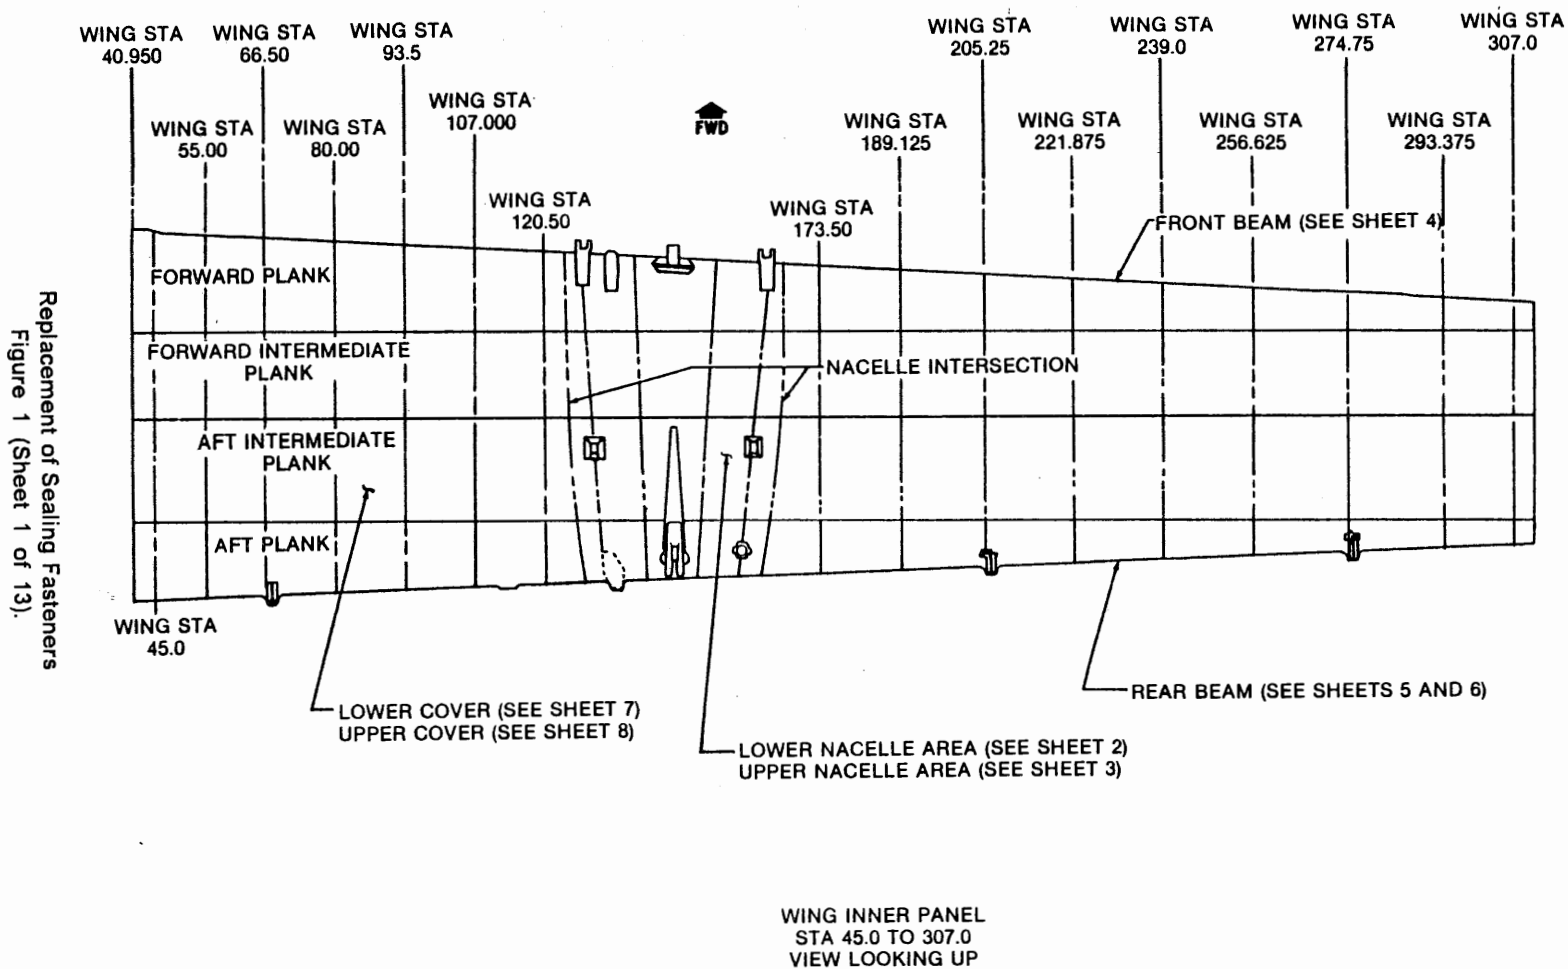 WING STA
40.950
WING STA
66.50
WING STA
93.5
WING STA
205.25
WING STA
239.0
WING STA
274.75
WING STA
307.0
WING STA
107.000
FWD
WING STA
55.00
WING STA
80.00
WING STA
189.125
WING STA
221.875
WING STA
256.625
WING STA
293.375
WING STA
120.50
WING STA
173.50
FRONT BEAM (SEE SHEET 4)
FORWARD PLANK
FORWARD INTERMEDIATE
PLANK
NACELLE INTERSECTION
AFT INTERMEDIATE
PLANK
AFT PLANK
WING STA
45.0
REAR BEAM (SEE SHEETS 5 AND 6)
LOWER COVER (SEE SHEET 7)
UPPER COVER (SEE SHEET 8)
LOWER NACELLE AREA (SEE SHEET 2)
UPPER NACELLE AREA (SEE SHEET 3)
WING INNER PANEL
STA 45.0 TO 307.0
VIEW LOOKING UP
Replacement of Sealing Fasteners
Figure 1 (Sheet 1 of 13).